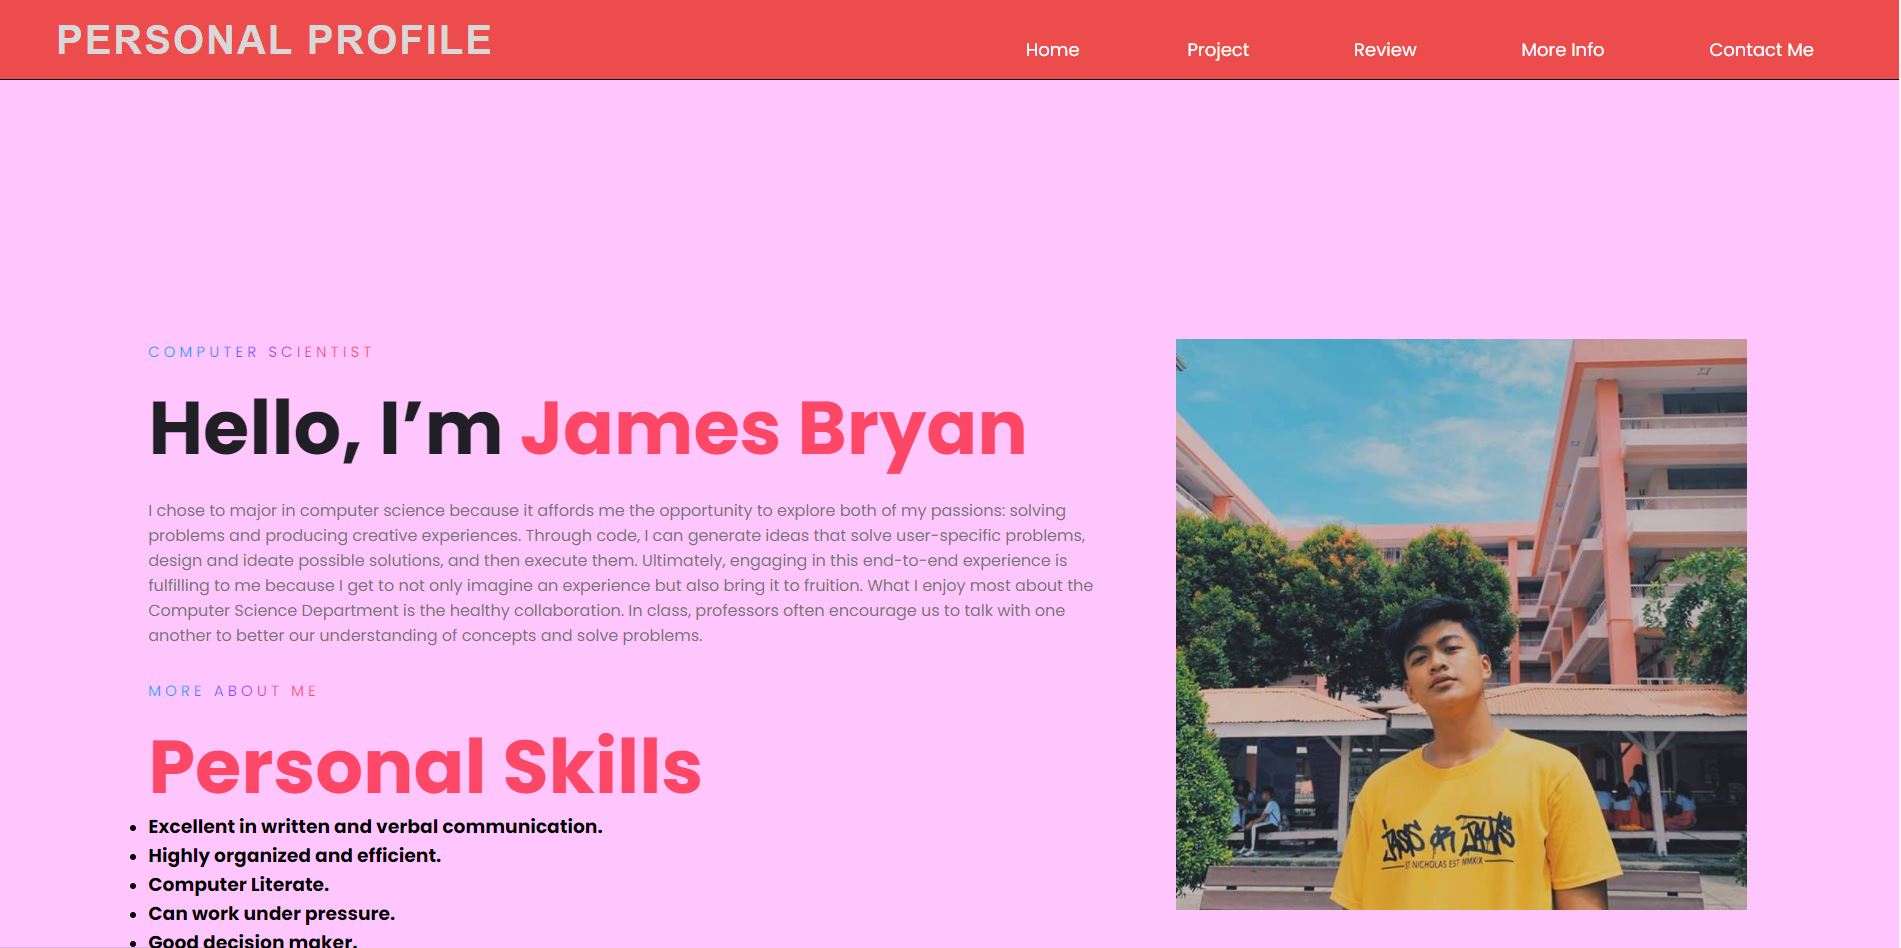 PERSONAL PROFILE
Home
Project
Review
More Info
Contact Me
COMPUTER SCIENTIST
Hello, I’m James Bryan
I chose to major in computer science because it affords me the opportunity to explore both of my passions: solving
problems and producing creative experiences. Through code, I can generate ideas that solve user-specific problems,
design and ideate possible solutions, and then execute them. Ultimately, engaging in this end-to-end experience is
fulfilling to me because I get to not only imagine an experience but also bring it to fruition. What I enjoy most about the
Computer Science Department is the healthy collaboration. In class, professors often encourage us to talk with one
another to better our understanding of concepts and solve problems.
MORE ABOUT ME
Personal Skills
Excellent in written and verbal communication.
Highly organized and efficient.
Computer Literate.
Can work under pressure.
Good decision maker.
ST NICHOLAS EST MMXIX